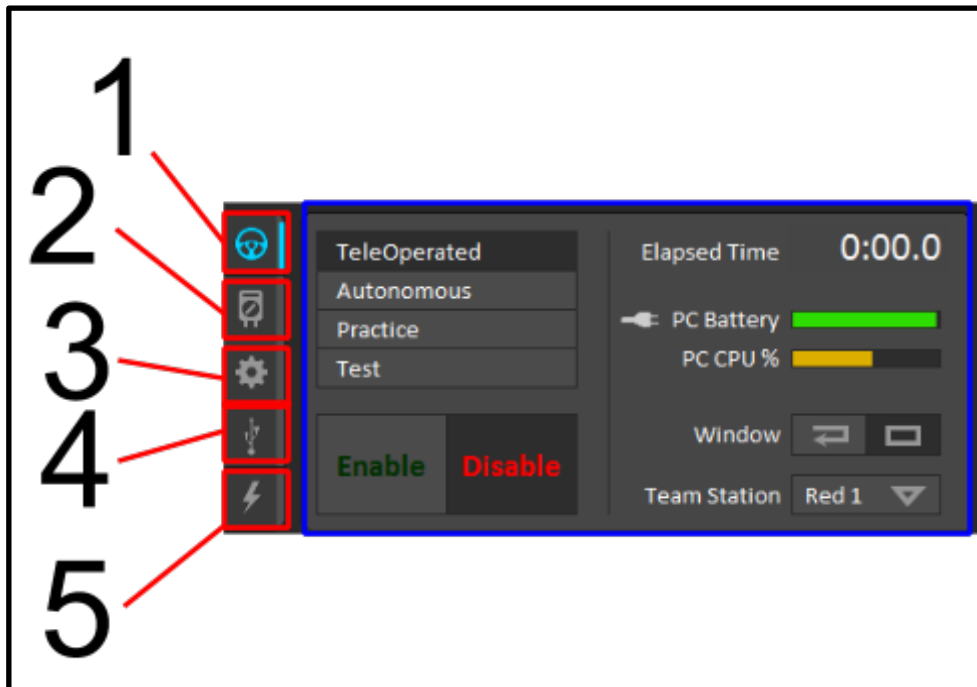 1
2
3
4
5
TeleOperated
Autonomous
Practice
Test
Enable Disable
Elapsed Time 0:00.0
PC Battery
PC CPU %
Window
Team Station Red 1